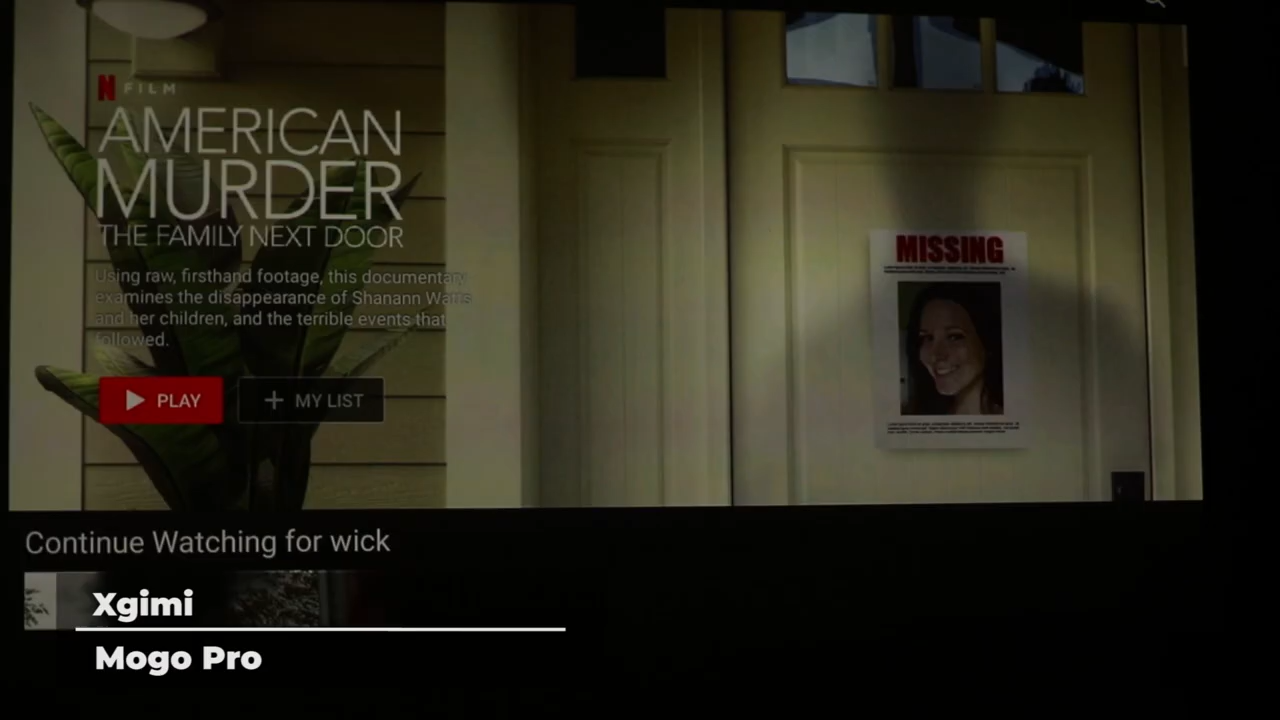 N FILM
AMERICAN
MURDER
THE FAMILY NEXT DOOR
Using raw, firsthand footage, this documentary
examines the disappearance of Shanann Watts
and her children, and the terrible events that
followed.
PLAY
MY LIST
MISSING
Continue Watching for wick
Xgimi
Mogo Pro